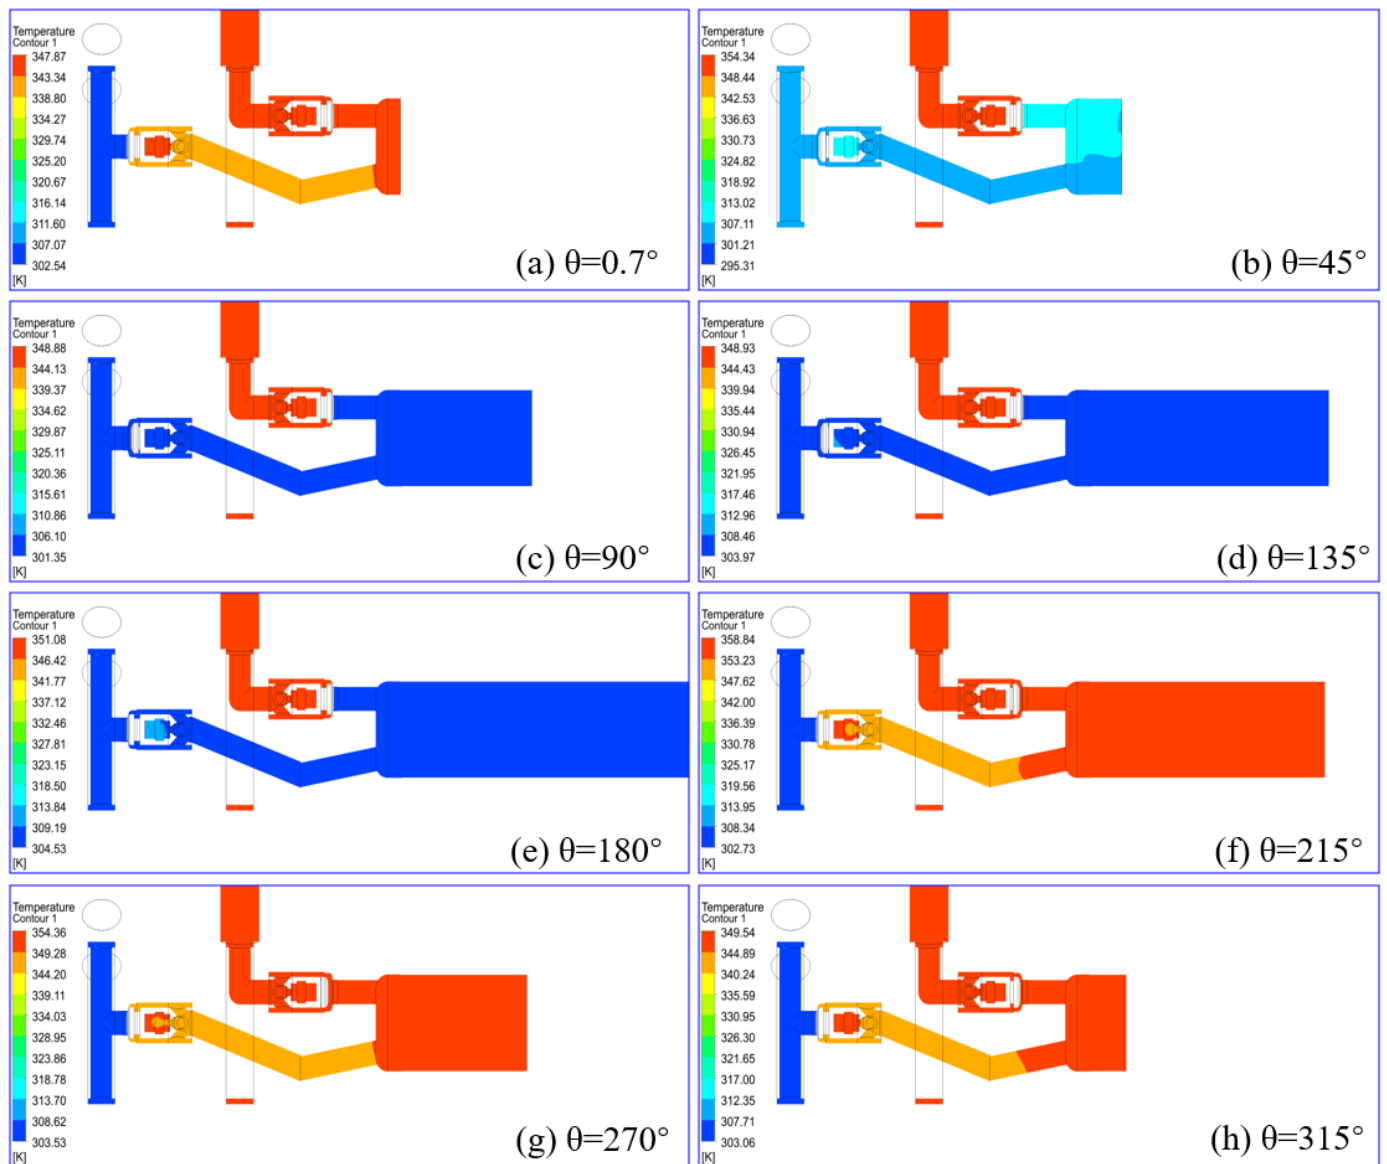 Temperature
Contour 1
347.87
343.34
338.80
334.27
329.74
325.20
320.67
316.14
311.60
307.07
302.54
[K]
(a) θ=0.7°
Temperature
Contour 1
354.34
348.44
342.53
336.63
330.73
324.82
318.92
313.02
307.11
301.21
295.31
[K]
(b) θ=45°
Temperature
Contour 1
348.88
344.13
339.37
334.62
329.87
325.11
320.36
315.61
310.86
306.10
301.35
[K]
(c) θ=90°
Temperature
Contour 1
348.93
344.43
339.94
335.44
330.94
326.45
321.95
317.46
312.96
308.46
303.97
[K]
(d) θ=135°
Temperature
Contour 1
351.08
346.42
341.77
337.12
332.46
327.81
323.15
318.50
313.84
309.19
304.53
[K]
(e) θ=180°
Temperature
Contour 1
358.84
353.23
347.62
342.00
336.39
330.78
325.17
319.56
313.95
308.34
302.73
[K]
(f) θ=215°
Temperature
Contour 1
354.36
349.28
344.20
339.11
334.03
328.95
323.86
318.78
313.70
308.62
303.53
[K]
(g) θ=270°
Temperature
Contour 1
349.54
344.89
340.24
335.59
330.95
326.30
321.65
317.00
312.35
307.71
303.06
[K]
(h) θ=315°